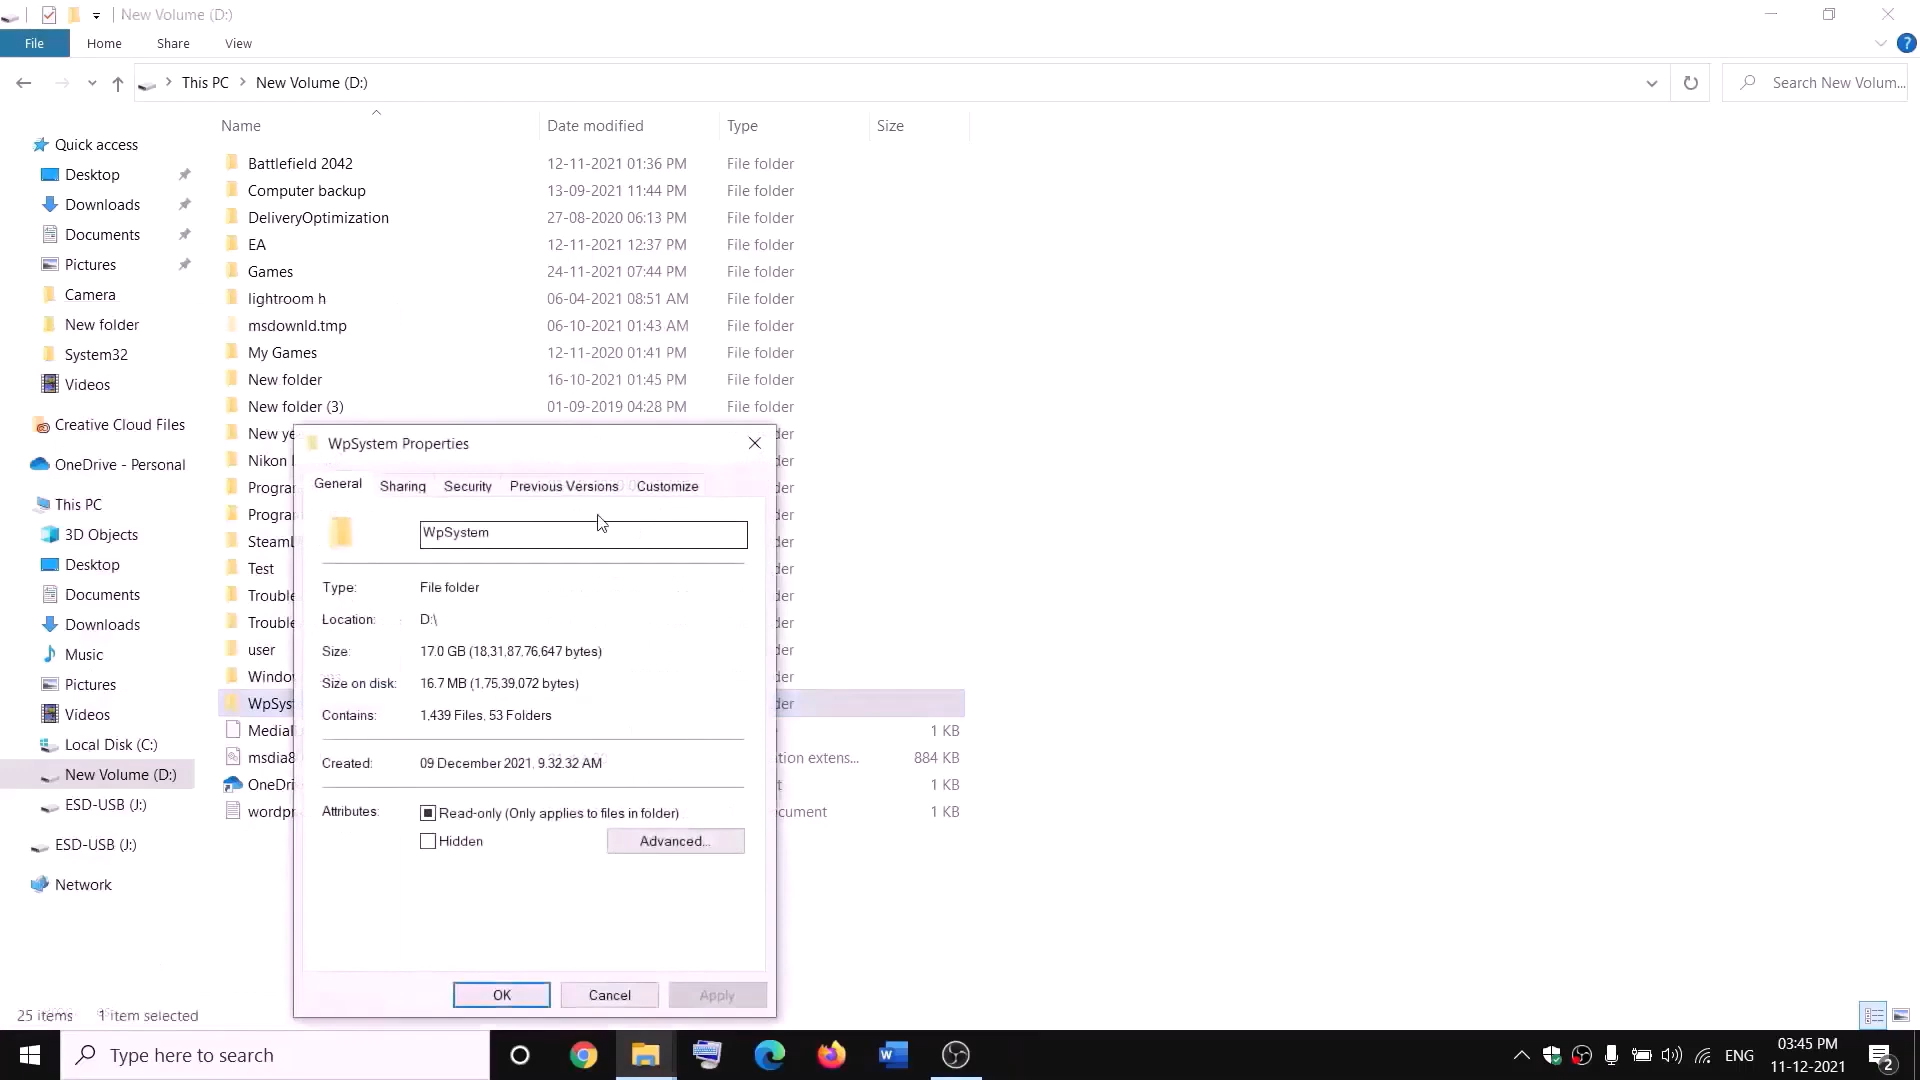 New Volume (D:)
File Home Share View
This PC > New Volume (D:)
Search New Volum...
Name Date modified Type Size
Quick access
Desktop
Downloads
Documents
Pictures
Camera
New folder
System32
Videos
Creative Cloud Files
OneDrive - Personal
This PC
3D Objects
Desktop
Documents
Downloads
Music
Pictures
Videos
Local Disk (C:)
New Volume (D:)
ESD-USB (J:)
ESD-USB (J:)
Network
Battlefield 2042 12-11-2021 01:36 PM File folder
Computer backup 13-09-2021 11:44 PM File folder
DeliveryOptimization 27-08-2020 06:13 PM File folder
EA 12-11-2021 12:37 PM File folder
Games 24-11-2021 07:44 PM File folder
lightroom h 06-04-2021 08:51 AM File folder
msdownld.tmp 06-10-2021 01:43 AM File folder
My Games 12-11-2020 01:41 PM File folder
New folder 16-10-2021 01:45 PM File folder
New folder (3) 01-09-2019 04:28 PM File folder
New ye
Nikon
Progra
Progra
SteamL
Test
Trouble
Trouble
user
Windo
WpSyst
Medial 1 KB
msdia8 tion extens... 884 KB
OneDri 1 KB
wordpr cument 1 KB
WpSystem Properties
General Sharing Security Previous Versions Customize
WpSystem
Type: File folder
Location: D:\
Size: 17.0 GB (18,31,87,76,647 bytes)
Size on disk: 16.7 MB (1,75,39,072 bytes)
Contains: 1,439 Files, 53 Folders
Created: 09 December 2021, 9.32.32 AM
Attributes: Read-only (Only applies to files in folder)
Hidden Advanced...
OK Cancel Apply
25 items 1 item selected
Type here to search
ENG
03:45 PM
11-12-2021
2